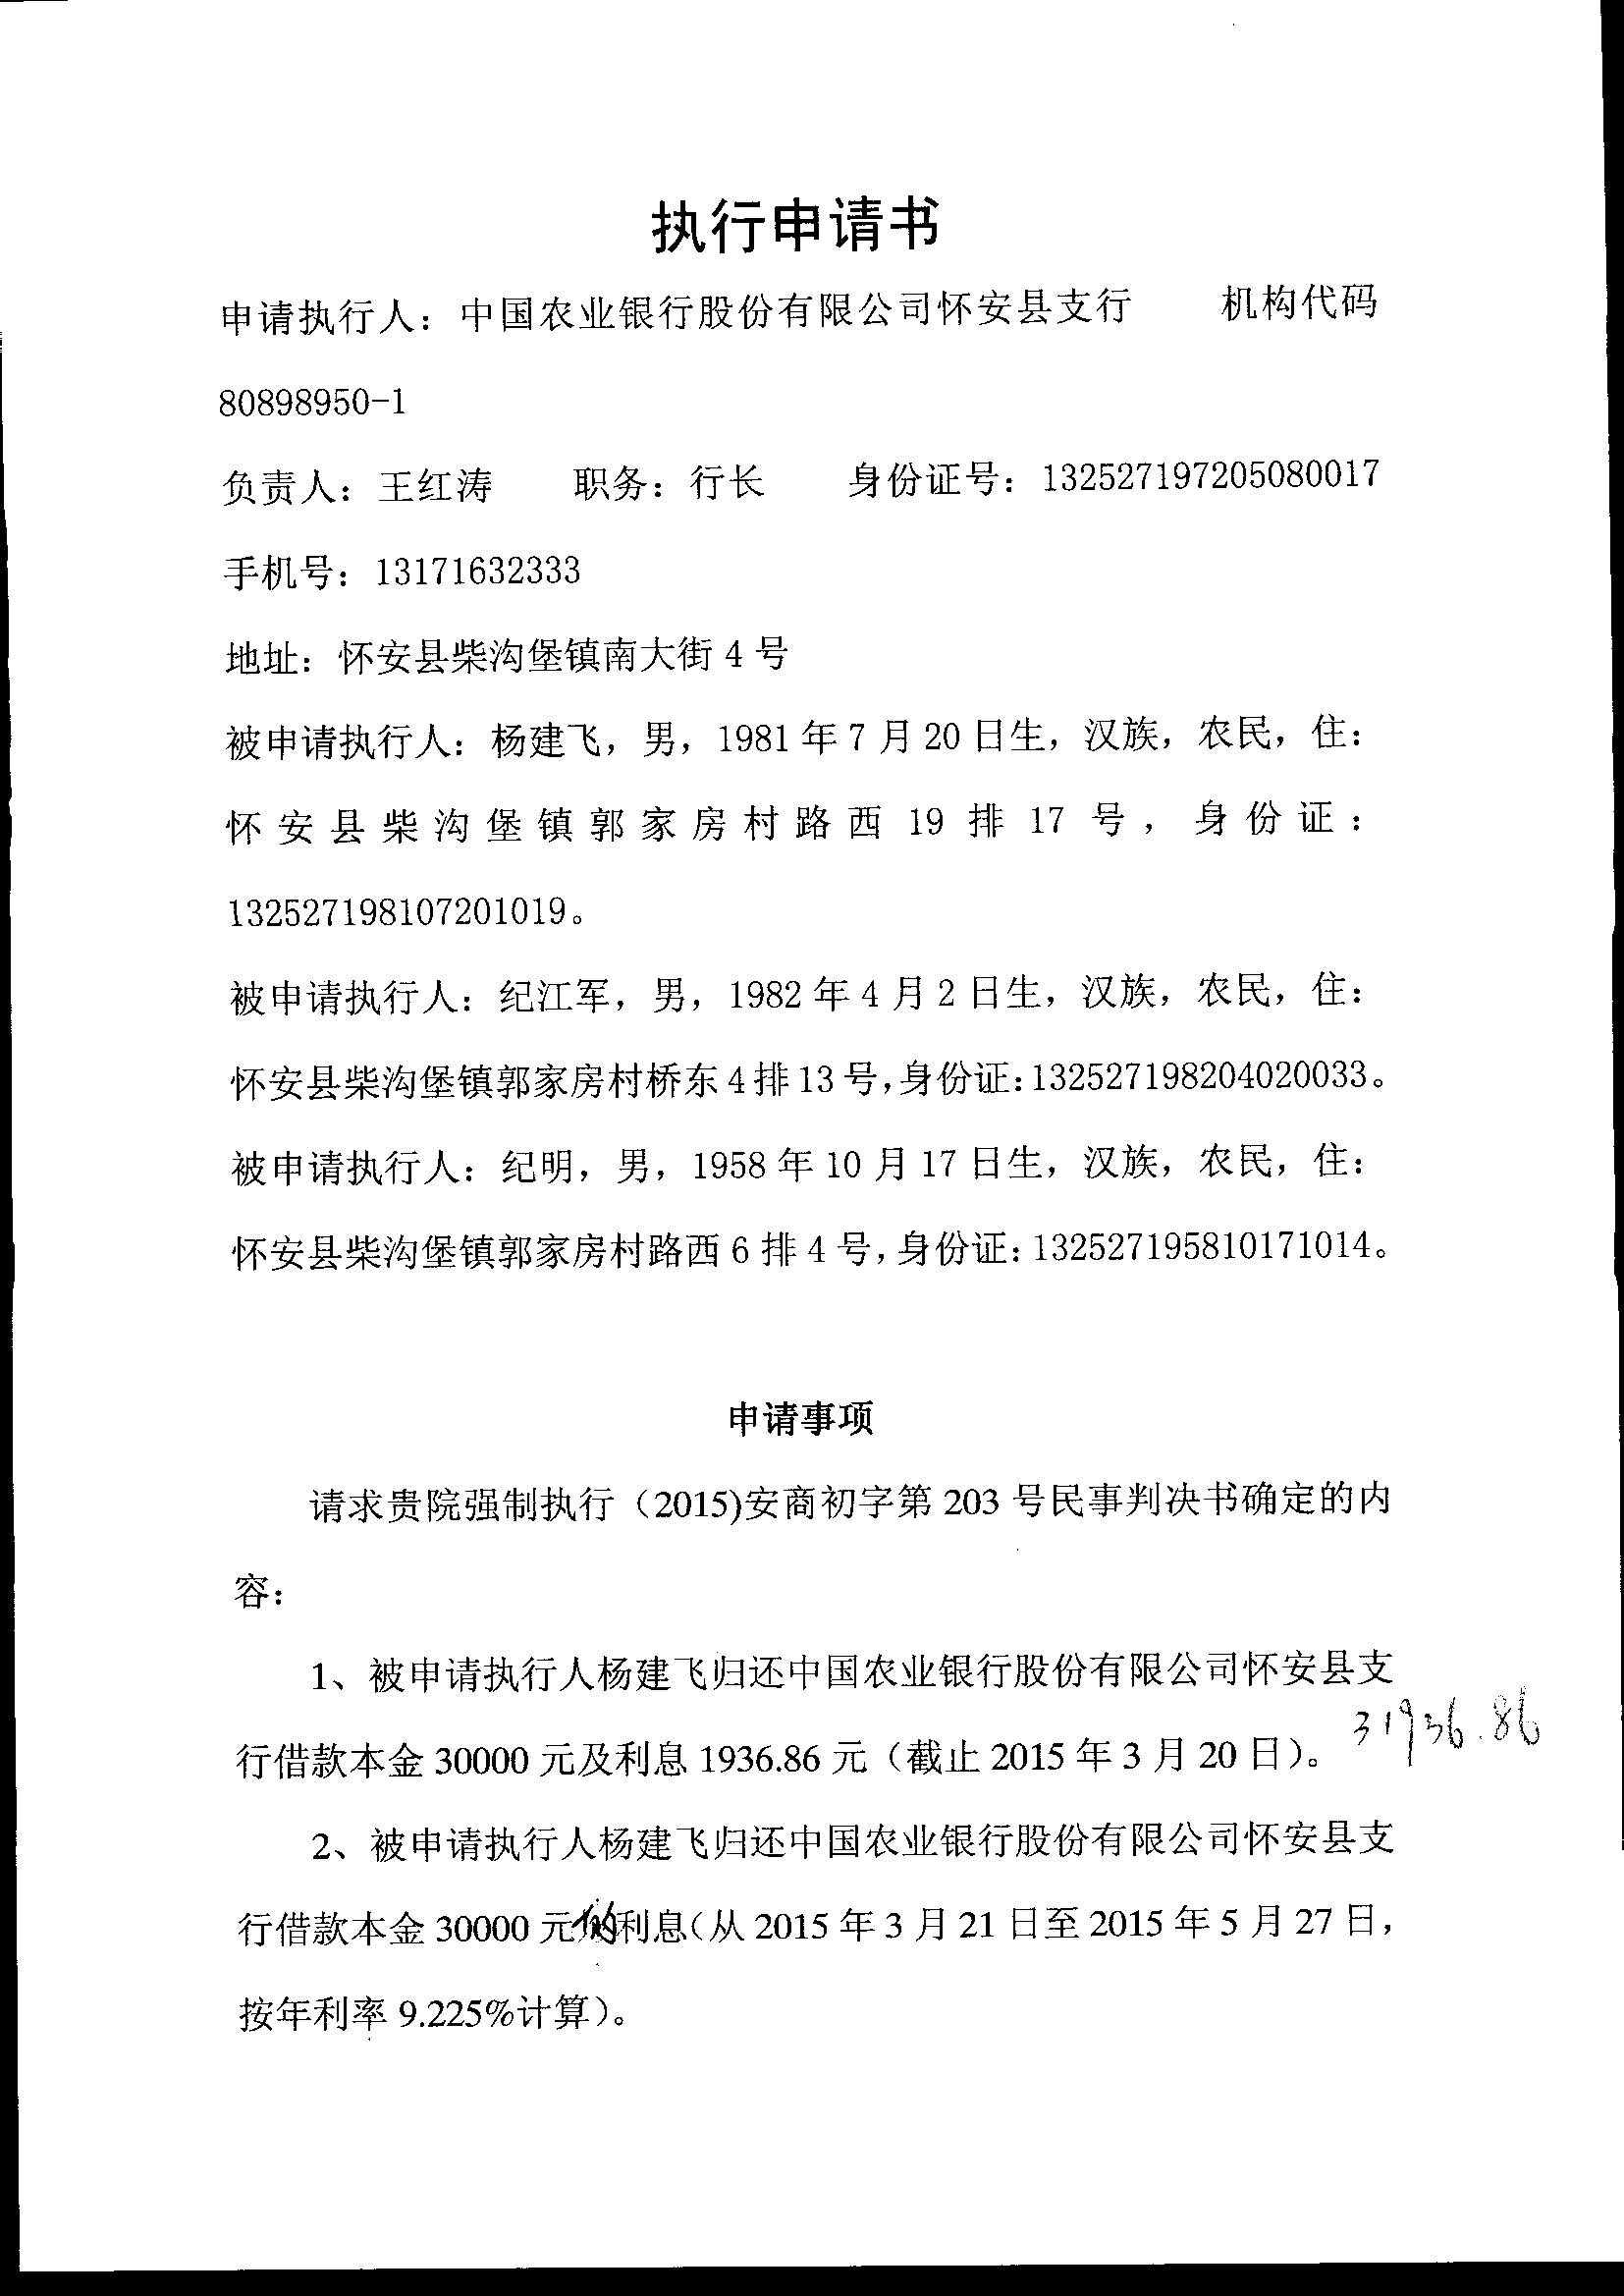 执行申请书
申请执行人：中国农业银行股份有限公司怀安县支行 机构代码
80898950-1
负责人：王红涛 职务：行长 身份证号：132527197205080017
手机号：13171632333
地址：怀安县柴沟堡镇南大街 4 号
被申请执行人：杨建飞，男，1981 年 7 月 20 日生，汉族，农民，住：
怀安县柴沟堡镇郭家房村路西 19 排 17 号，身份证：
132527198107201019。
被申请执行人：纪江军，男，1982 年 4 月 2 日生，汉族，农民，住：
怀安县柴沟堡镇郭家房村桥东 4 排 13 号，身份证：132527198204020033。
被申请执行人：纪明，男，1958 年 10 月 17 日生，汉族，农民，住：
怀安县柴沟堡镇郭家房村路西 6 排 4 号，身份证：132527195810171014。
申请事项
请求贵院强制执行（2015)安商初字第 203 号民事判决书确定的内
容：
1、被申请执行人杨建飞归还中国农业银行股份有限公司怀安县支
行借款本金 30000 元及利息 1936.86 元（截止 2015 年 3 月 20 日）。 31936.86
2、被申请执行人杨建飞归还中国农业银行股份有限公司怀安县支
行借款本金 30000 元的利息（从 2015 年 3 月 21 日至 2015 年 5 月 27 日，
按年利率 9.225%计算）。